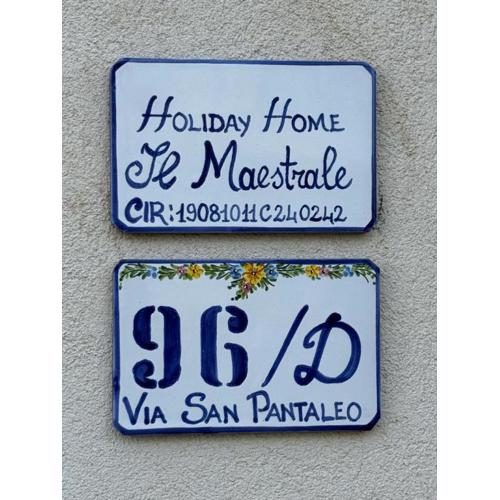 Holiday Home
Il Maestrale
CIR:19081011C240242
96/D
Via San Pantaleo